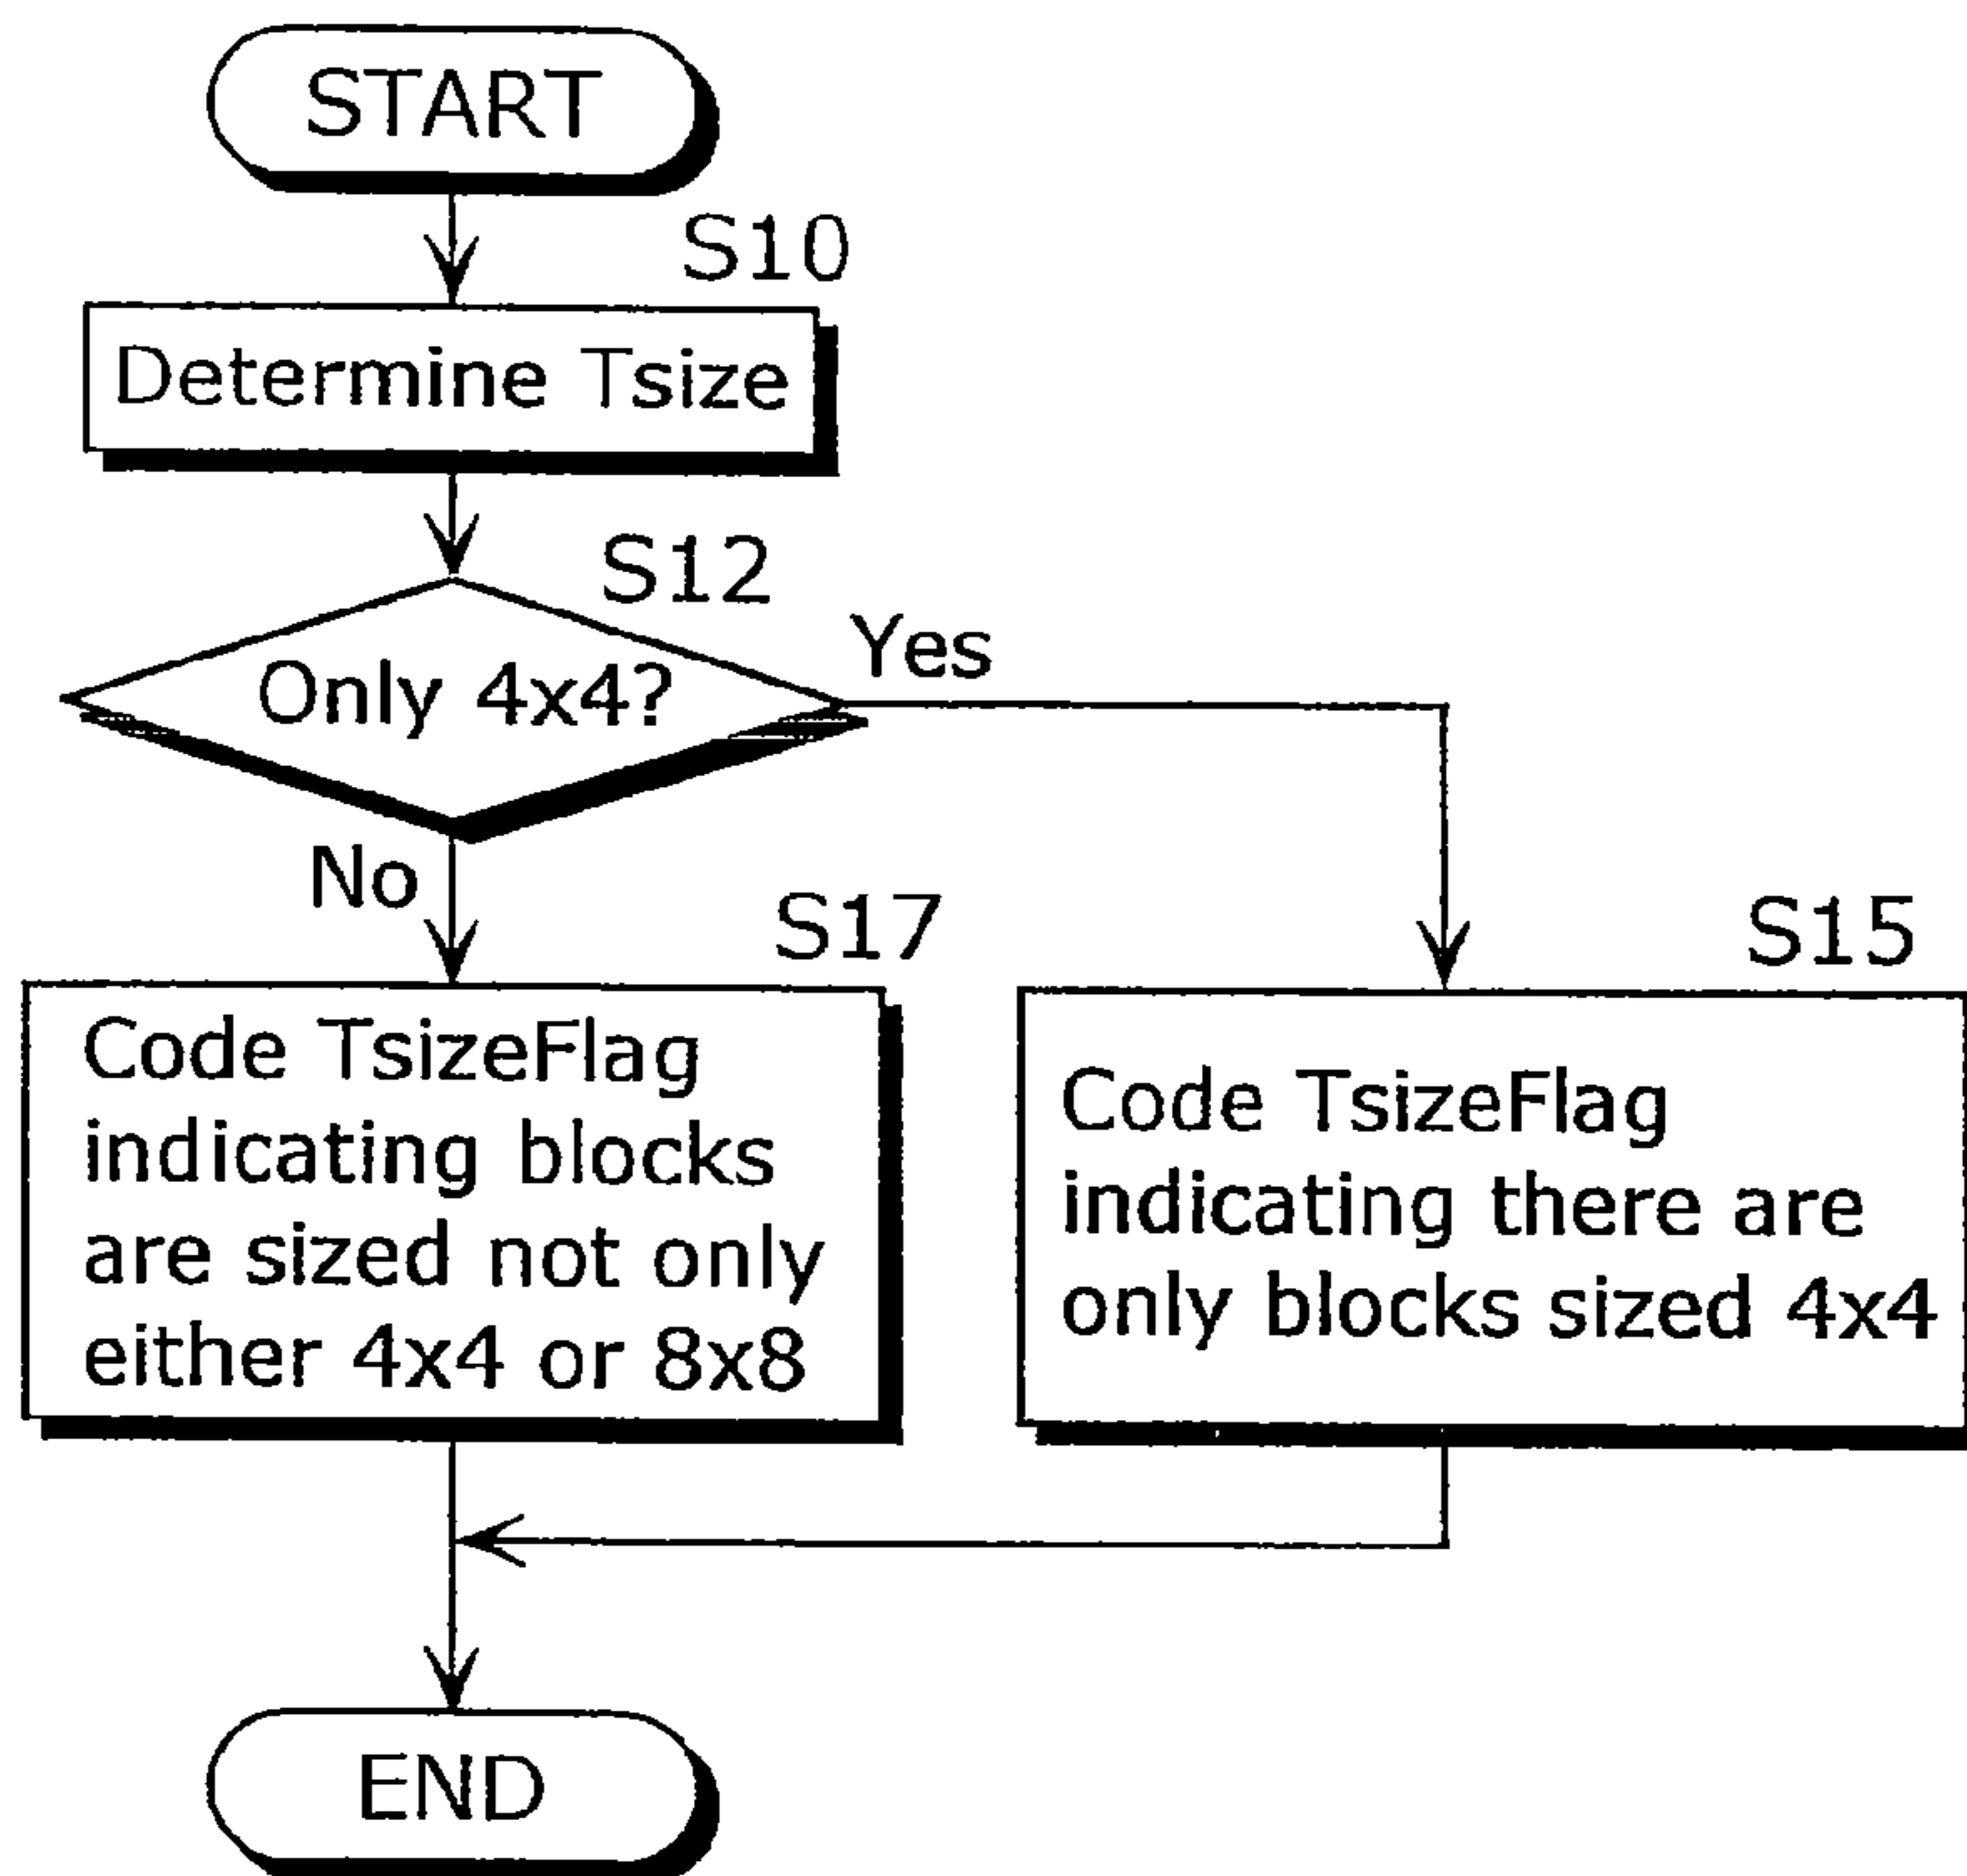 START
S10
Determine Tsize
S12
Only 4x4?
Yes
No
S17
Code TsizeFlag
indicating blocks
are sized not only
either 4x4 or 8x8
S15
Code TsizeFlag
indicating there are
only blocks sized 4x4
END